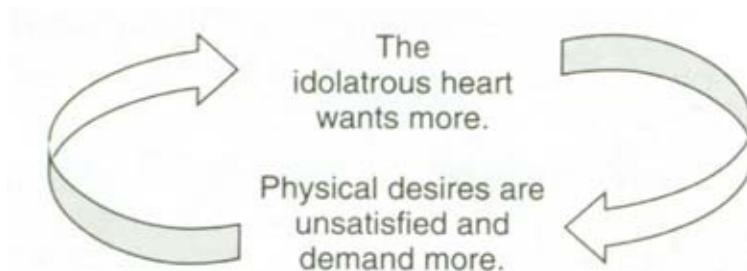 The
idolatrous heart
wants more.
Physical desires are
unsatisfied and
demand more.